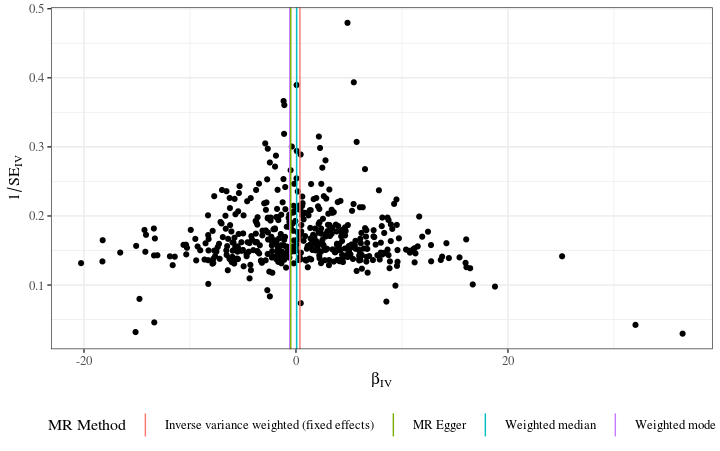 0.5
0.4
0.3
0.2
0.1
1/SE_IV
-20
0
20
β_IV
MR Method
Inverse variance weighted (fixed effects)
MR Egger
Weighted median
Weighted mode